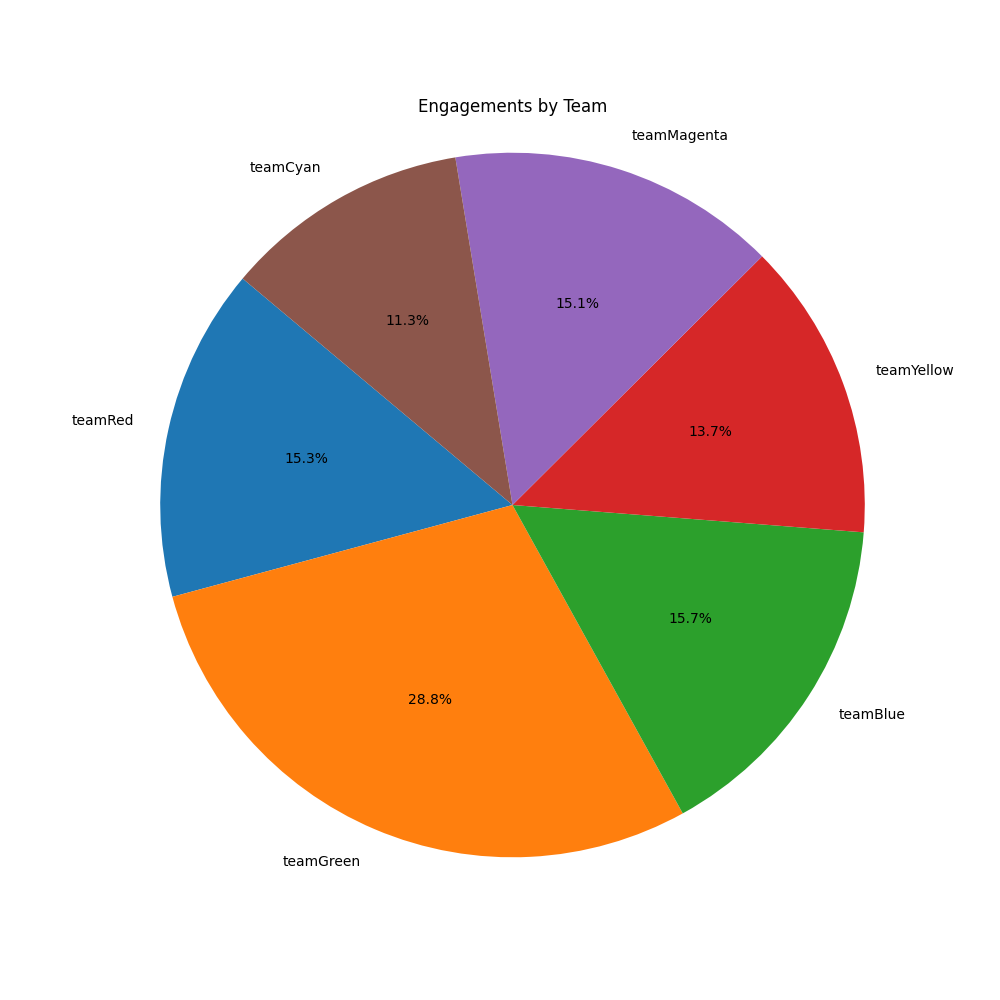 Engagements by Team
teamMagenta
teamCyan
15.1%
11.3%
teamYellow
teamRed
13.7%
15.3%
15.7%
28.8%
teamBlue
teamGreen